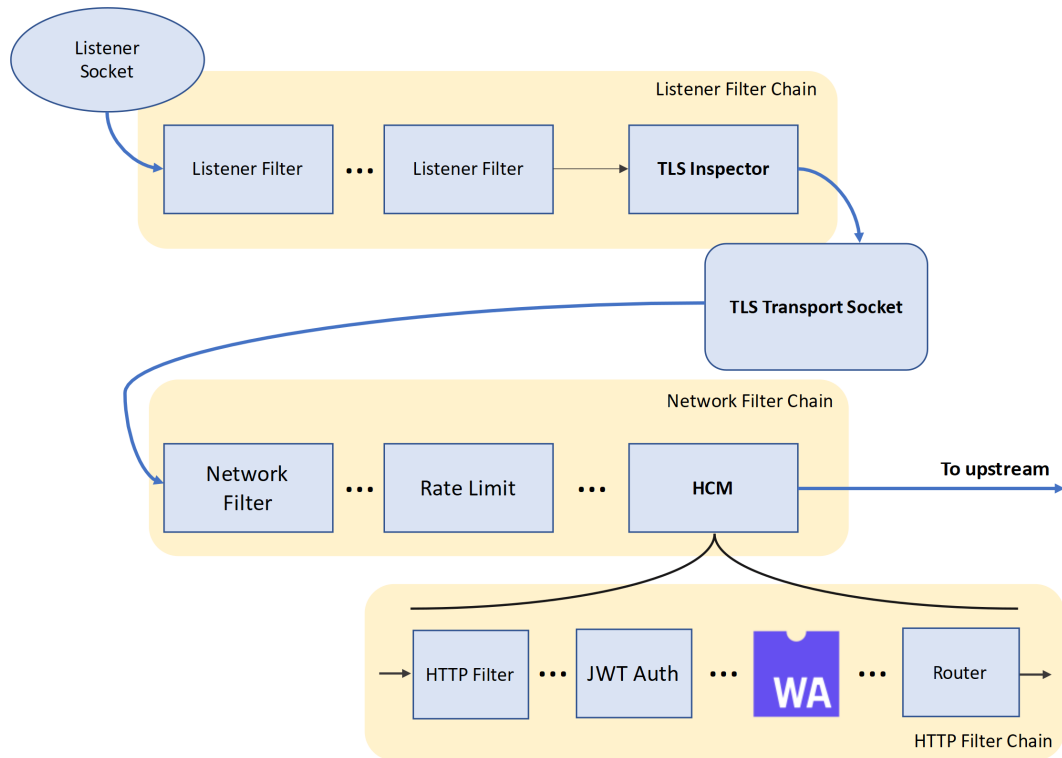 Listener
Socket
Listener Filter Chain
Listener Filter
...
Listener Filter
TLS Inspector
TLS Transport Socket
Network Filter Chain
Network
Filter
...
Rate Limit
...
HCM
To upstream
HTTP Filter
...
JWT Auth
...
WA
...
Router
HTTP Filter Chain